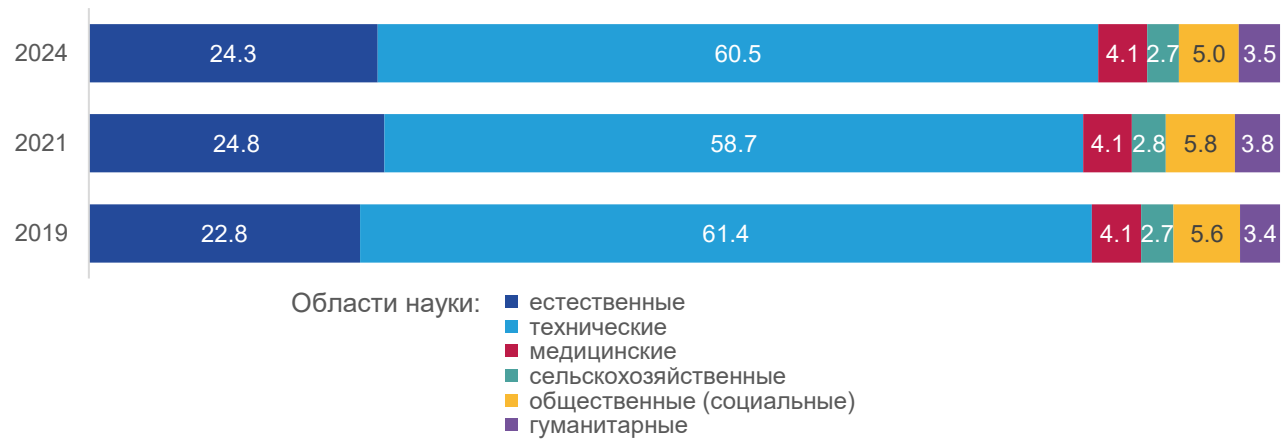 2024 24.3 60.5 4.1 2.7 5.0 3.5
2021 24.8 58.7 4.1 2.8 5.8 3.8
2019 22.8 61.4 4.1 2.7 5.6 3.4
Области науки: естественные
технические
медицинские
сельскохозяйственные
общественные (социальные)
гуманитарные